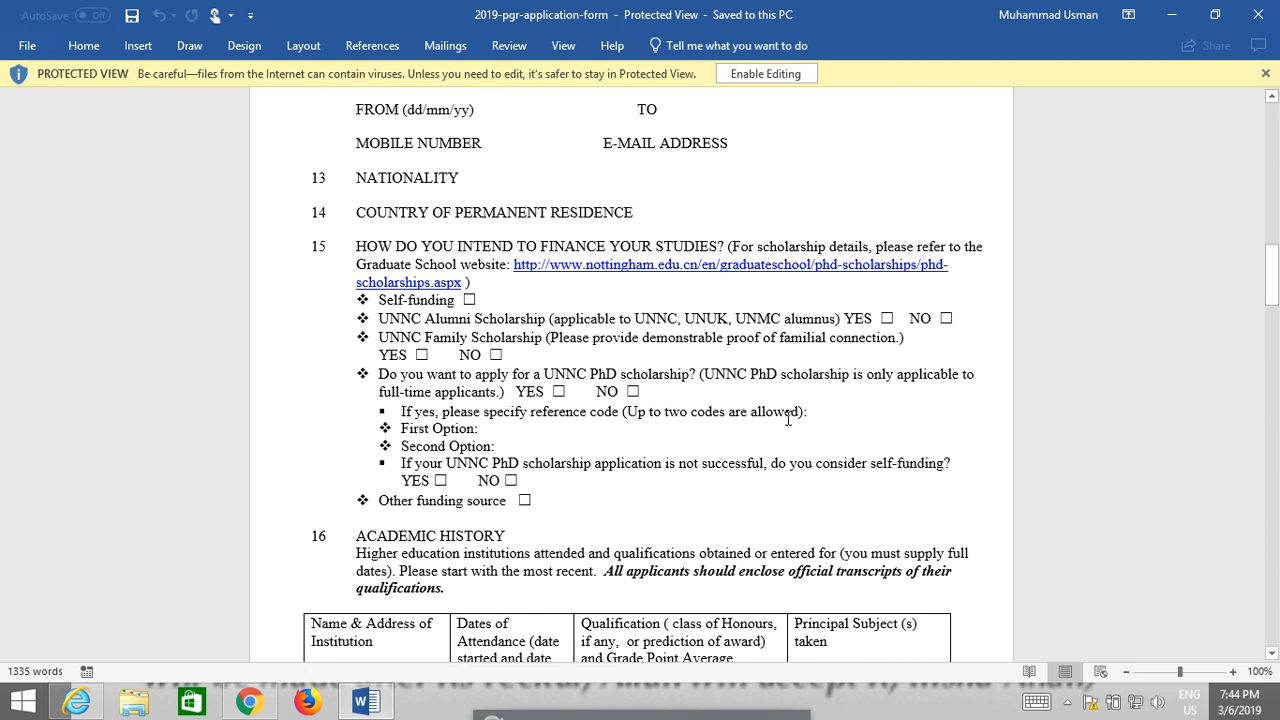 AutoSave Off 2019-pgr-application-form - Protected View - Saved to this PC Muhammad Usman
File Home Insert Draw Design Layout References Mailings Review View Help Tell me what you want to do Share
PROTECTED VIEW Be careful—files from the Internet can contain viruses. Unless you need to edit, it's safer to stay in Protected View. Enable Editing
FROM (dd/mm/yy) TO
MOBILE NUMBER E-MAIL ADDRESS
13 NATIONALITY
14 COUNTRY OF PERMANENT RESIDENCE
15 HOW DO YOU INTEND TO FINANCE YOUR STUDIES? (For scholarship details, please refer to the
Graduate School website: http://www.nottingham.edu.cn/en/graduateschool/phd-scholarships/phd-
scholarships.aspx )
❖ Self-funding ☐
❖ UNNC Alumni Scholarship (applicable to UNNC, UNUK, UNMC alumnus) YES ☐ NO ☐
❖ UNNC Family Scholarship (Please provide demonstrable proof of familial connection.)
YES ☐ NO ☐
❖ Do you want to apply for a UNNC PhD scholarship? (UNNC PhD scholarship is only applicable to
full-time applicants.) YES ☐ NO ☐
▪ If yes, please specify reference code (Up to two codes are allowed):
❖ First Option:
❖ Second Option:
▪ If your UNNC PhD scholarship application is not successful, do you consider self-funding?
YES ☐ NO ☐
❖ Other funding source ☐
16 ACADEMIC HISTORY
Higher education institutions attended and qualifications obtained or entered for (you must supply full
dates). Please start with the most recent. All applicants should enclose official transcripts of their
qualifications.
Name & Address of Dates of Qualification ( class of Honours, Principal Subject (s)
Institution Attendance (date if any, or prediction of award) taken
started and date and Grade Point Average
1335 words 100%
ENG 7:44 PM
US 3/6/2019